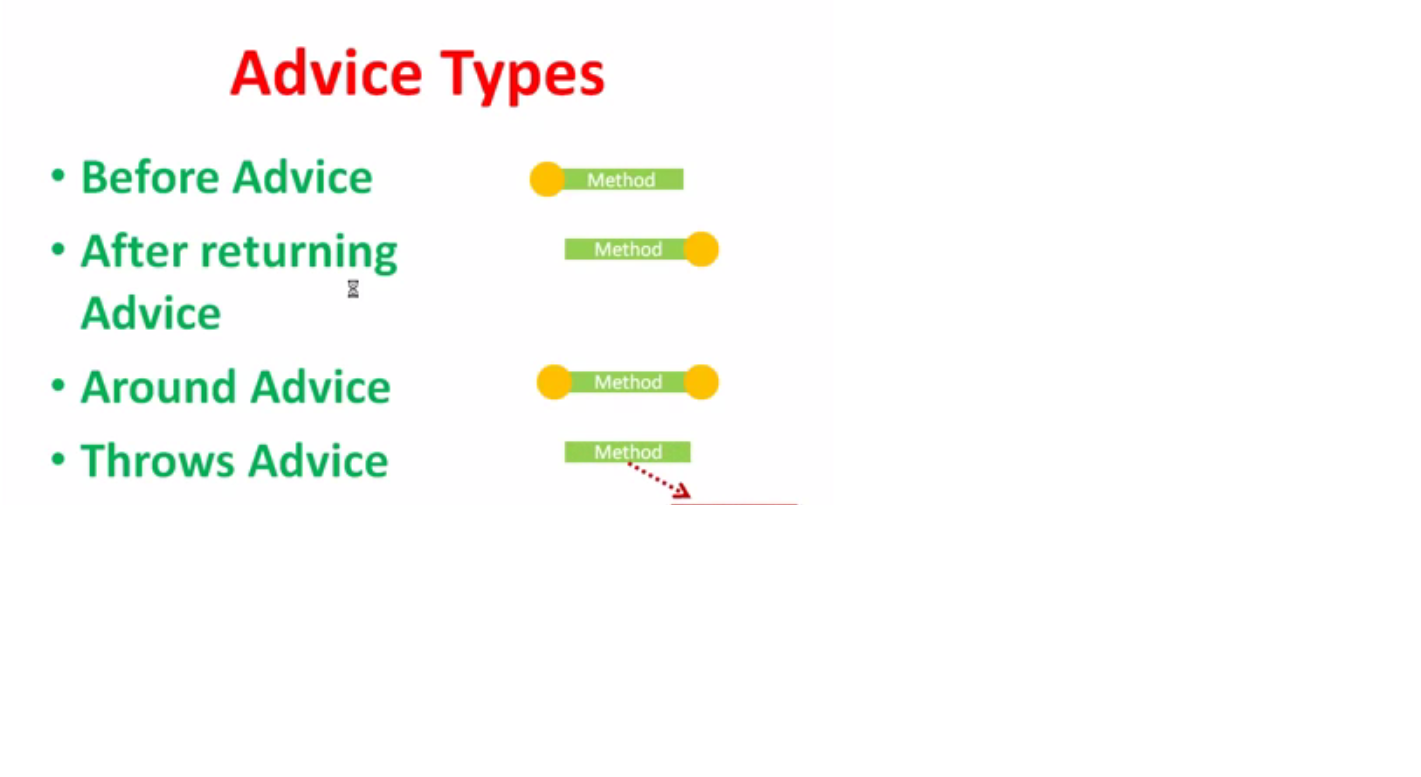 Advice Types
• Before Advice
Method
• After returning
Advice
Method
• Around Advice
Method
• Throws Advice
Method